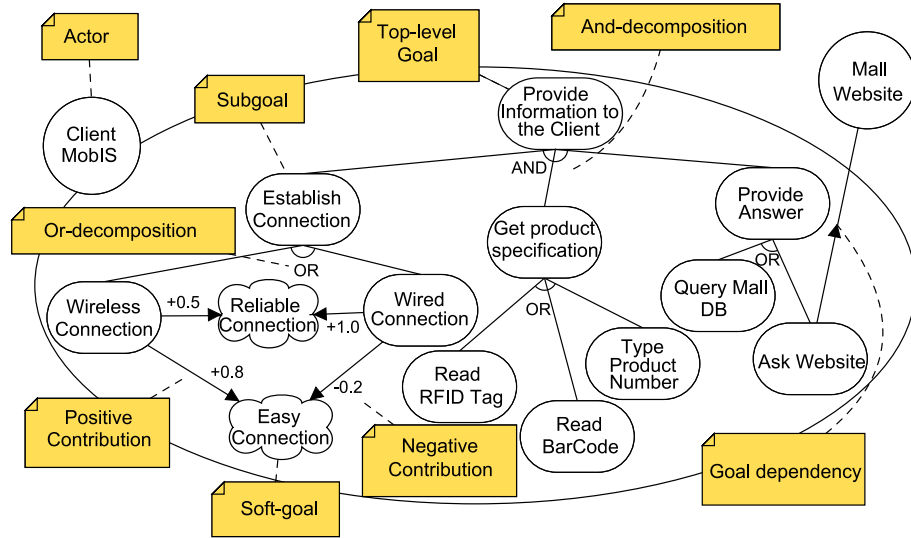 Actor
Top-level
Goal
And-decomposition
Mall
Website
Subgoal
Provide
Information to
the Client
Client
MobIS
AND
Establish
Connection
Provide
Answer
Or-decomposition
Get product
specification
OR
OR
Wireless
Connection
+0.5
Reliable
Connection
+1.0
Wired
Connection
Query Mall
DB
OR
Type
Product
Number
Ask Website
+0.8
-0.2
Read
RFID Tag
Easy
Connection
Read
BarCode
Positive
Contribution
Negative
Contribution
Goal dependency
Soft-goal